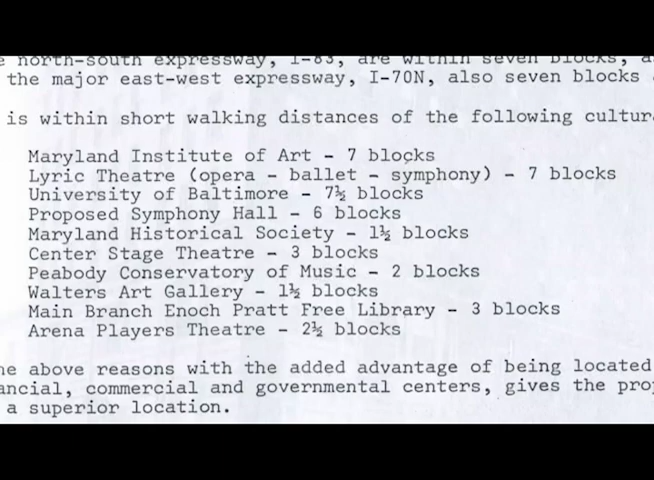 north-south expressway, I-83, are within seven blocks,
the major east-west expressway, I-70N, also seven blocks
is within short walking distances of the following
Maryland Institute of Art - 7 blocks
Lyric Theatre (opera - ballet - symphony) - 7 blocks
University of Baltimore - 7½ blocks
Proposed Symphony Hall - 6 blocks
Maryland Historical Society - 1½ blocks
Center Stage Theatre - 3 blocks
Peabody Conservatory of Music - 2 blocks
Walters Art Gallery - 1½ blocks
Main Branch Enoch Pratt Free Library - 3 blocks
Arena Players Theatre - 2½ blocks
above reasons with the added advantage of being located
commercial and governmental centers, gives the
a superior location.